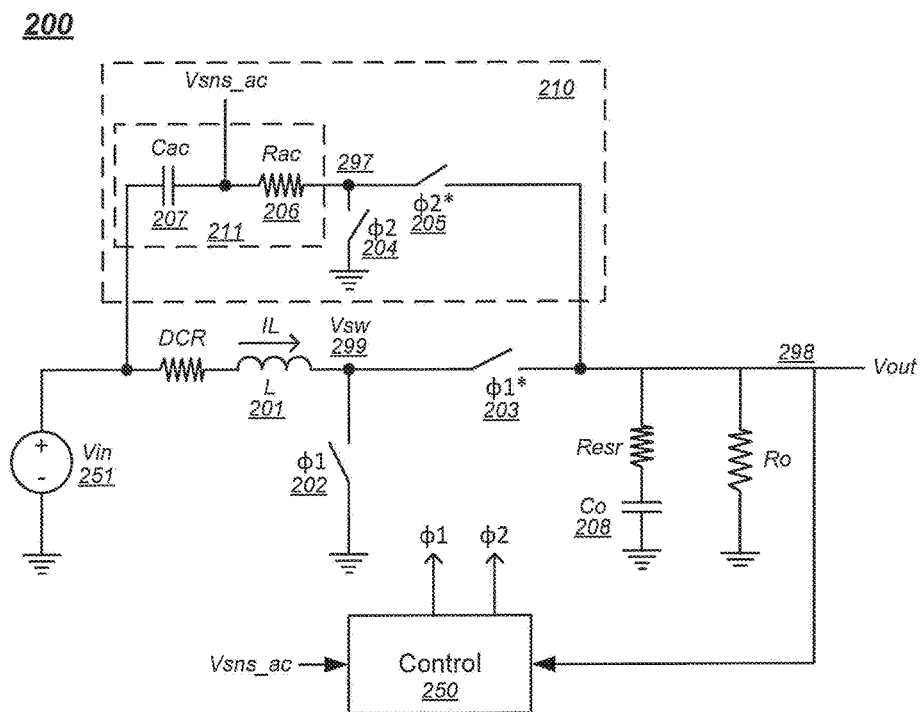 200
Vsns_ac
210
Cac
Rac
297
207
206
ϕ2*
205
211
ϕ2
204
DCR
IL
Vsw
299
298
Vout
L
201
ϕ1*
203
Vin
251
+
-
ϕ1
202
Resr
Ro
Co
208
ϕ1
ϕ2
Vsns_ac
Control
250